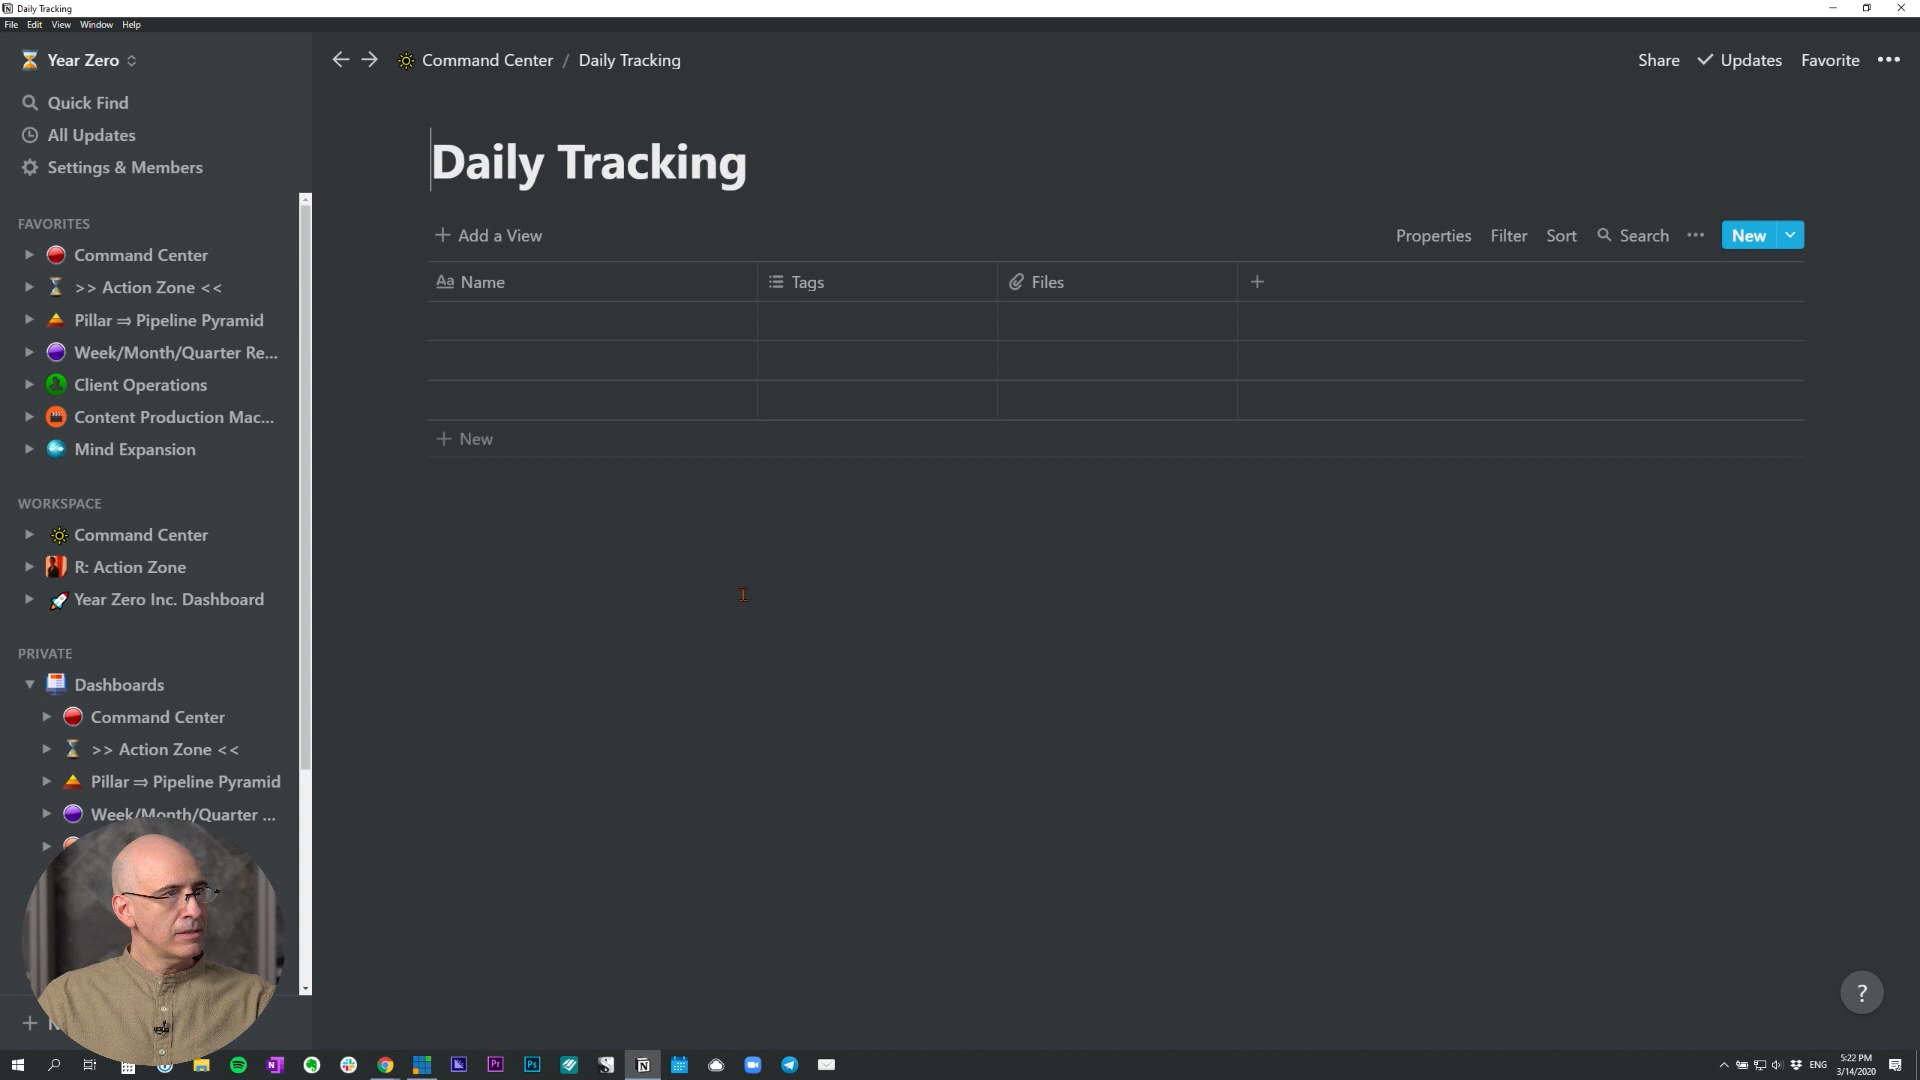 Daily Tracking
File Edit View Window Help
Year Zero
Quick Find
All Updates
Settings & Members
FAVORITES
Command Center
>> Action Zone <<
Pillar ⇒ Pipeline Pyramid
Week/Month/Quarter Re...
Client Operations
Content Production Mac...
Mind Expansion
WORKSPACE
Command Center
R: Action Zone
Year Zero Inc. Dashboard
PRIVATE
Dashboards
Command Center
>> Action Zone <<
Pillar ⇒ Pipeline Pyramid
Week/Month/Quarter ...
Command Center / Daily Tracking
Share Updates Favorite
Daily Tracking
Add a View
Properties Filter Sort Search New
Aa Name Tags Files
New
?
Pr Ps
ENG
5:22 PM
3/14/2020